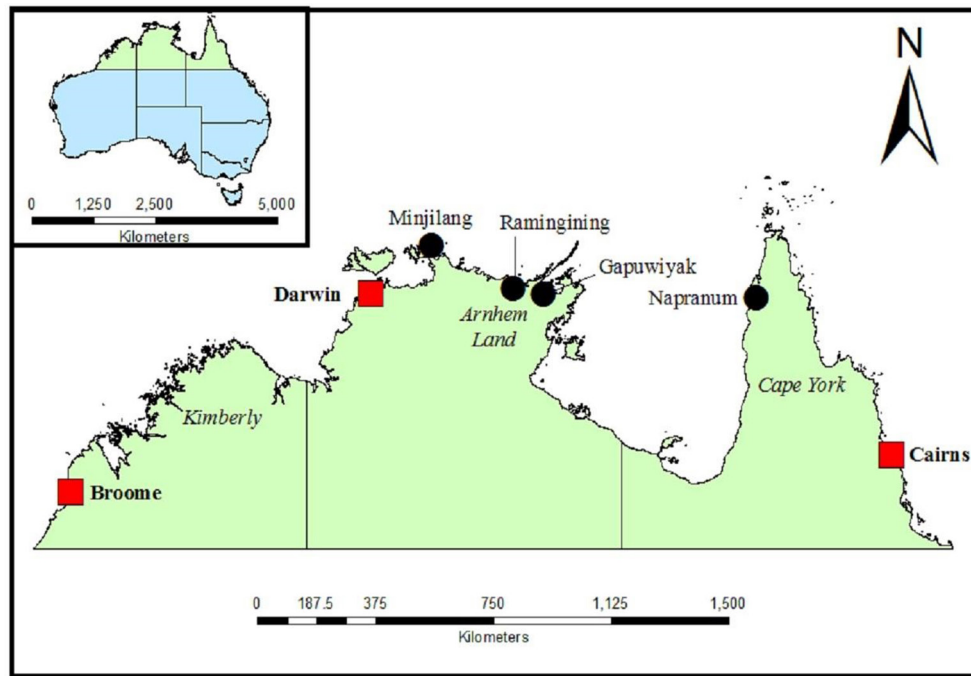 N
0 1,250 2,500 5,000
Kilometers
Minjilang
Ramingining
Gapuwiyak
Darwin
Napranum
Arnhem
Land
Cape York
Kimberly
Cairns
Broome
0 187.5 375 750 1,125 1,500
Kilometers